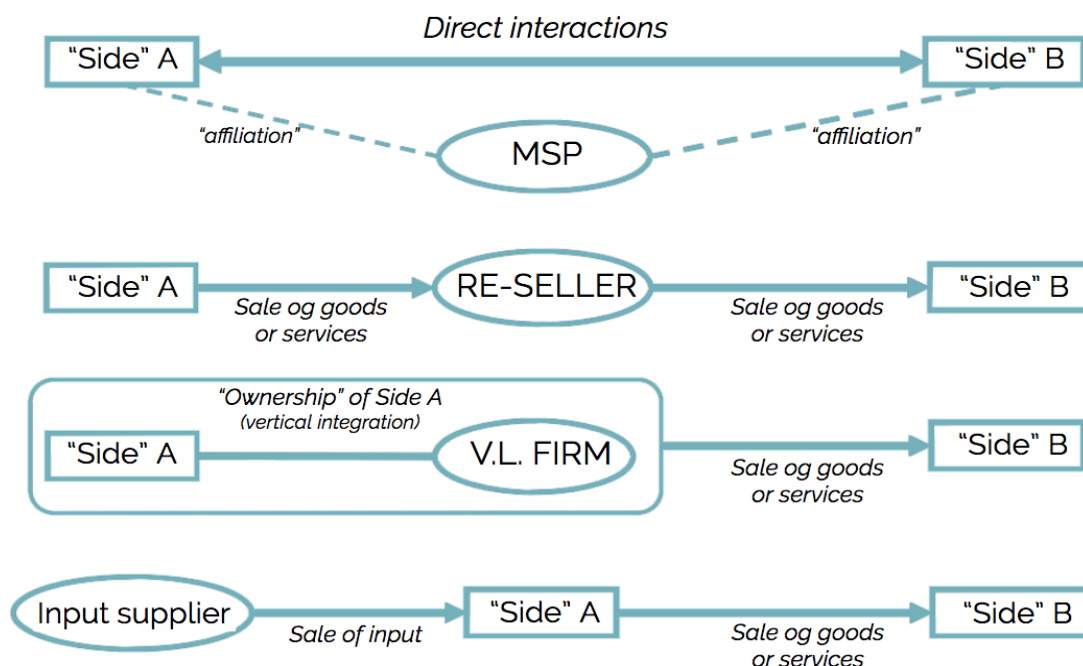 Direct interactions
“Side” A
“Side” B
“affiliation”
“affiliation”
MSP
“Side” A
RE-SELLER
“Side” B
Sale og goods
or services
Sale og goods
or services
“Ownership” of Side A
(vertical integration)
“Side” A
V.L. FIRM
“Side” B
Sale og goods
or services
Input supplier
“Side” A
“Side” B
Sale of input
Sale og goods
or services